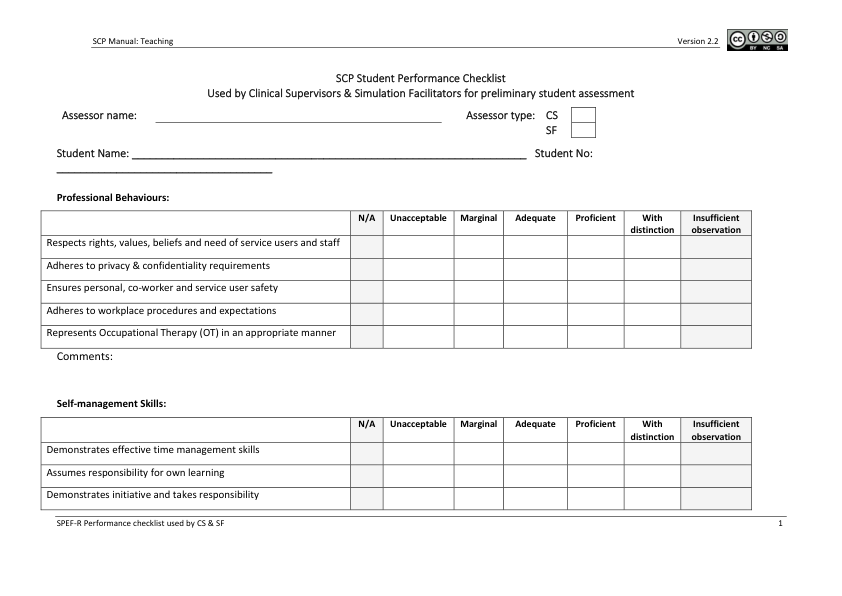 SCP Manual: Teaching Version 2.2
cc BY NC SA
SCP Student Performance Checklist
Used by Clinical Supervisors & Simulation Facilitators for preliminary student assessment
Assessor name: Assessor type: CS
SF
Student Name: Student No:
Professional Behaviours:
N/A Unacceptable Marginal Adequate Proficient With distinction Insufficient observation
Respects rights, values, beliefs and need of service users and staff
Adheres to privacy & confidentiality requirements
Ensures personal, co-worker and service user safety
Adheres to workplace procedures and expectations
Represents Occupational Therapy (OT) in an appropriate manner
Comments:
Self-management Skills:
N/A Unacceptable Marginal Adequate Proficient With distinction Insufficient observation
Demonstrates effective time management skills
Assumes responsibility for own learning
Demonstrates initiative and takes responsibility
SPEF-R Performance checklist used by CS & SF 1